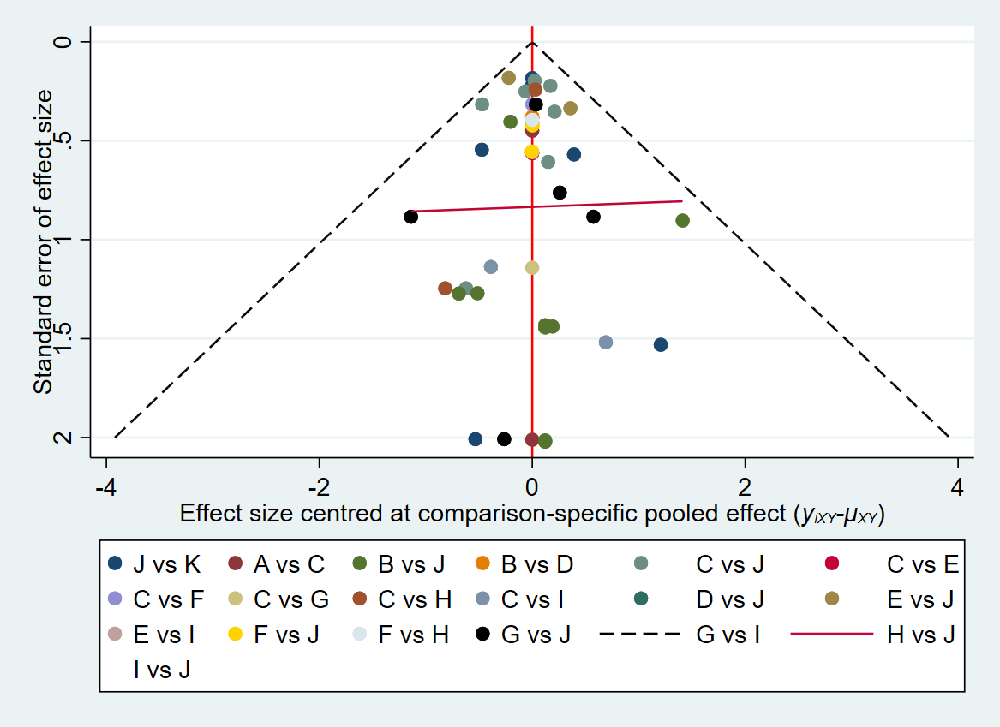 Standard error of effect size
0
.5
1
1.5
2
-4 -2 0 2 4
Effect size centred at comparison-specific pooled effect (yiXY-μXY)
J vs K A vs C B vs J B vs D C vs J C vs E
C vs F C vs G C vs H C vs I D vs J E vs J
E vs I F vs J F vs H G vs J G vs I H vs J
I vs J